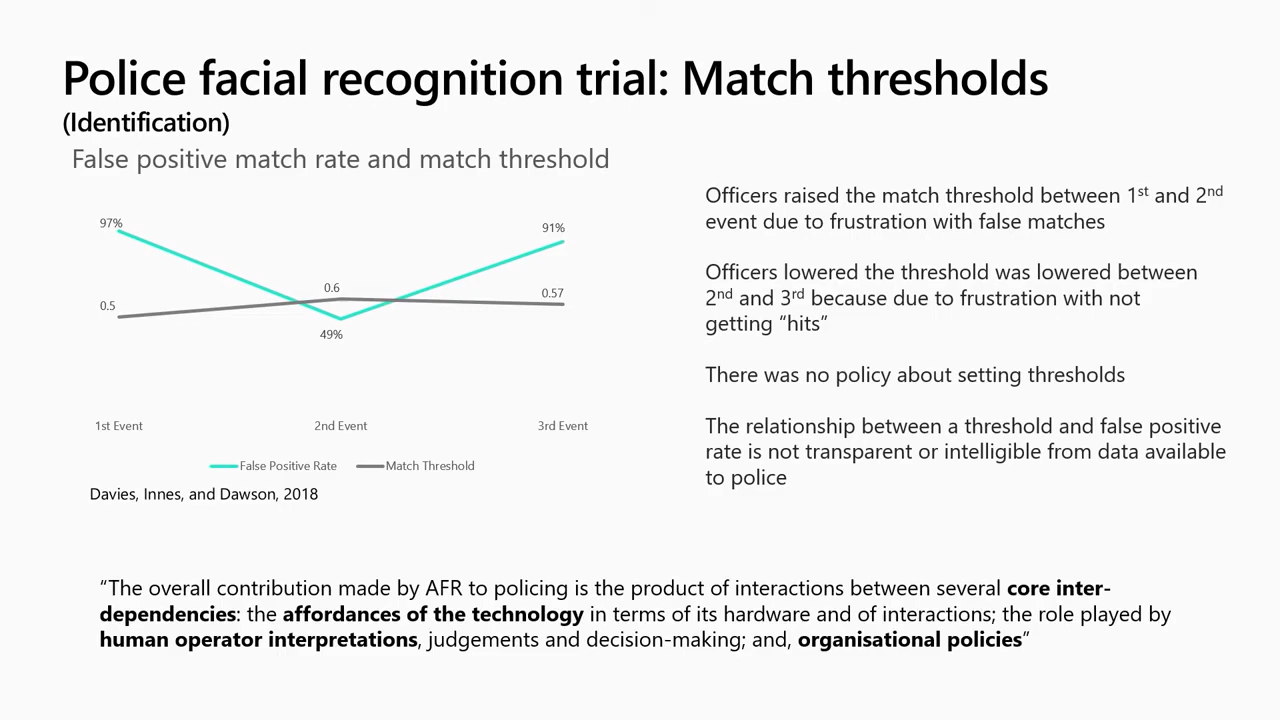 Police facial recognition trial: Match thresholds
(Identification)
False positive match rate and match threshold
97%
91%
0.5
0.6
0.57
49%
1st Event
2nd Event
3rd Event
False Positive Rate
Match Threshold
Davies, Innes, and Dawson, 2018
Officers raised the match threshold between 1st and 2nd
event due to frustration with false matches
Officers lowered the threshold was lowered between
2nd and 3rd because due to frustration with not
getting “hits”
There was no policy about setting thresholds
The relationship between a threshold and false positive
rate is not transparent or intelligible from data available
to police
“The overall contribution made by AFR to policing is the product of interactions between several core inter-
dependencies: the affordances of the technology in terms of its hardware and of interactions; the role played by
human operator interpretations, judgements and decision-making; and, organisational policies”